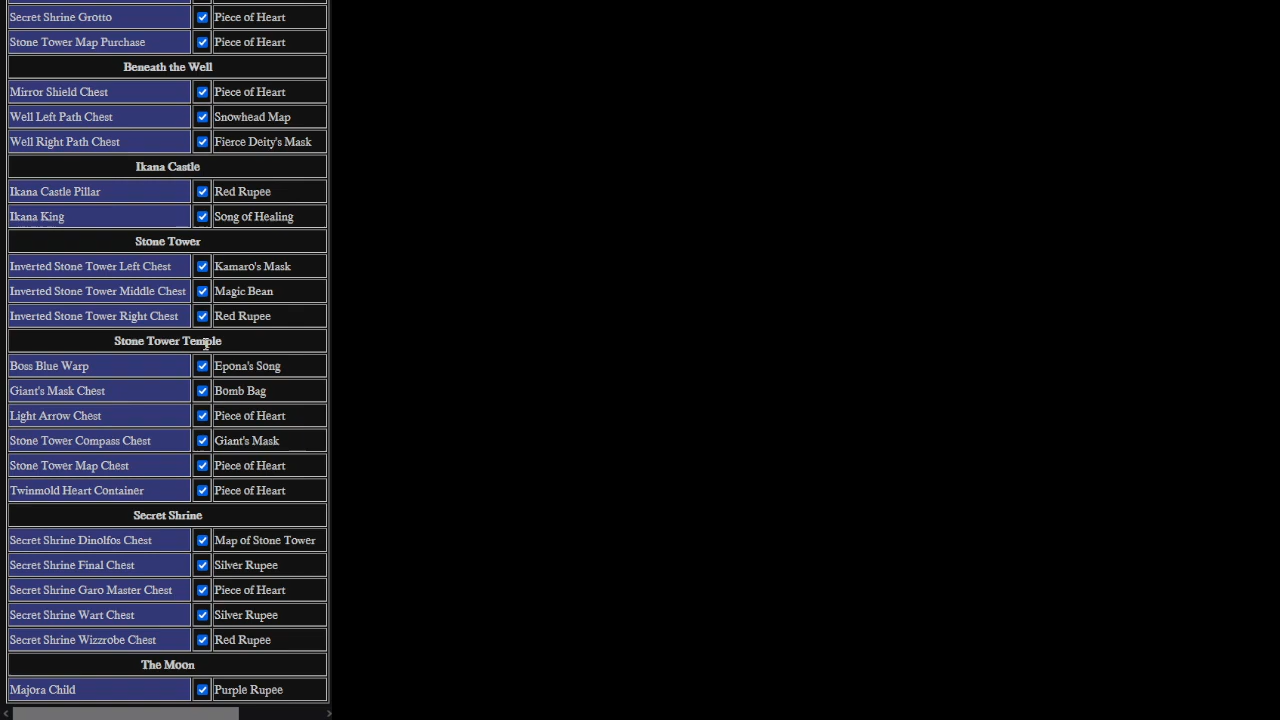 Secret Shrine Grotto Piece of Heart
Stone Tower Map Purchase Piece of Heart
Beneath the Well
Mirror Shield Chest Piece of Heart
Well Left Path Chest Snowhead Map
Well Right Path Chest Fierce Deity's Mask
Ikana Castle
Ikana Castle Pillar Red Rupee
Ikana King Song of Healing
Stone Tower
Inverted Stone Tower Left Chest Kamaro's Mask
Inverted Stone Tower Middle Chest Magic Bean
Inverted Stone Tower Right Chest Red Rupee
Stone Tower Temple
Boss Blue Warp Epona's Song
Giant's Mask Chest Bomb Bag
Light Arrow Chest Piece of Heart
Stone Tower Compass Chest Giant's Mask
Stone Tower Map Chest Piece of Heart
Twinmold Heart Container Piece of Heart
Secret Shrine
Secret Shrine Dinolfos Chest Map of Stone Tower
Secret Shrine Final Chest Silver Rupee
Secret Shrine Garo Master Chest Piece of Heart
Secret Shrine Wart Chest Silver Rupee
Secret Shrine Wizzrobe Chest Red Rupee
The Moon
Majora Child Purple Rupee